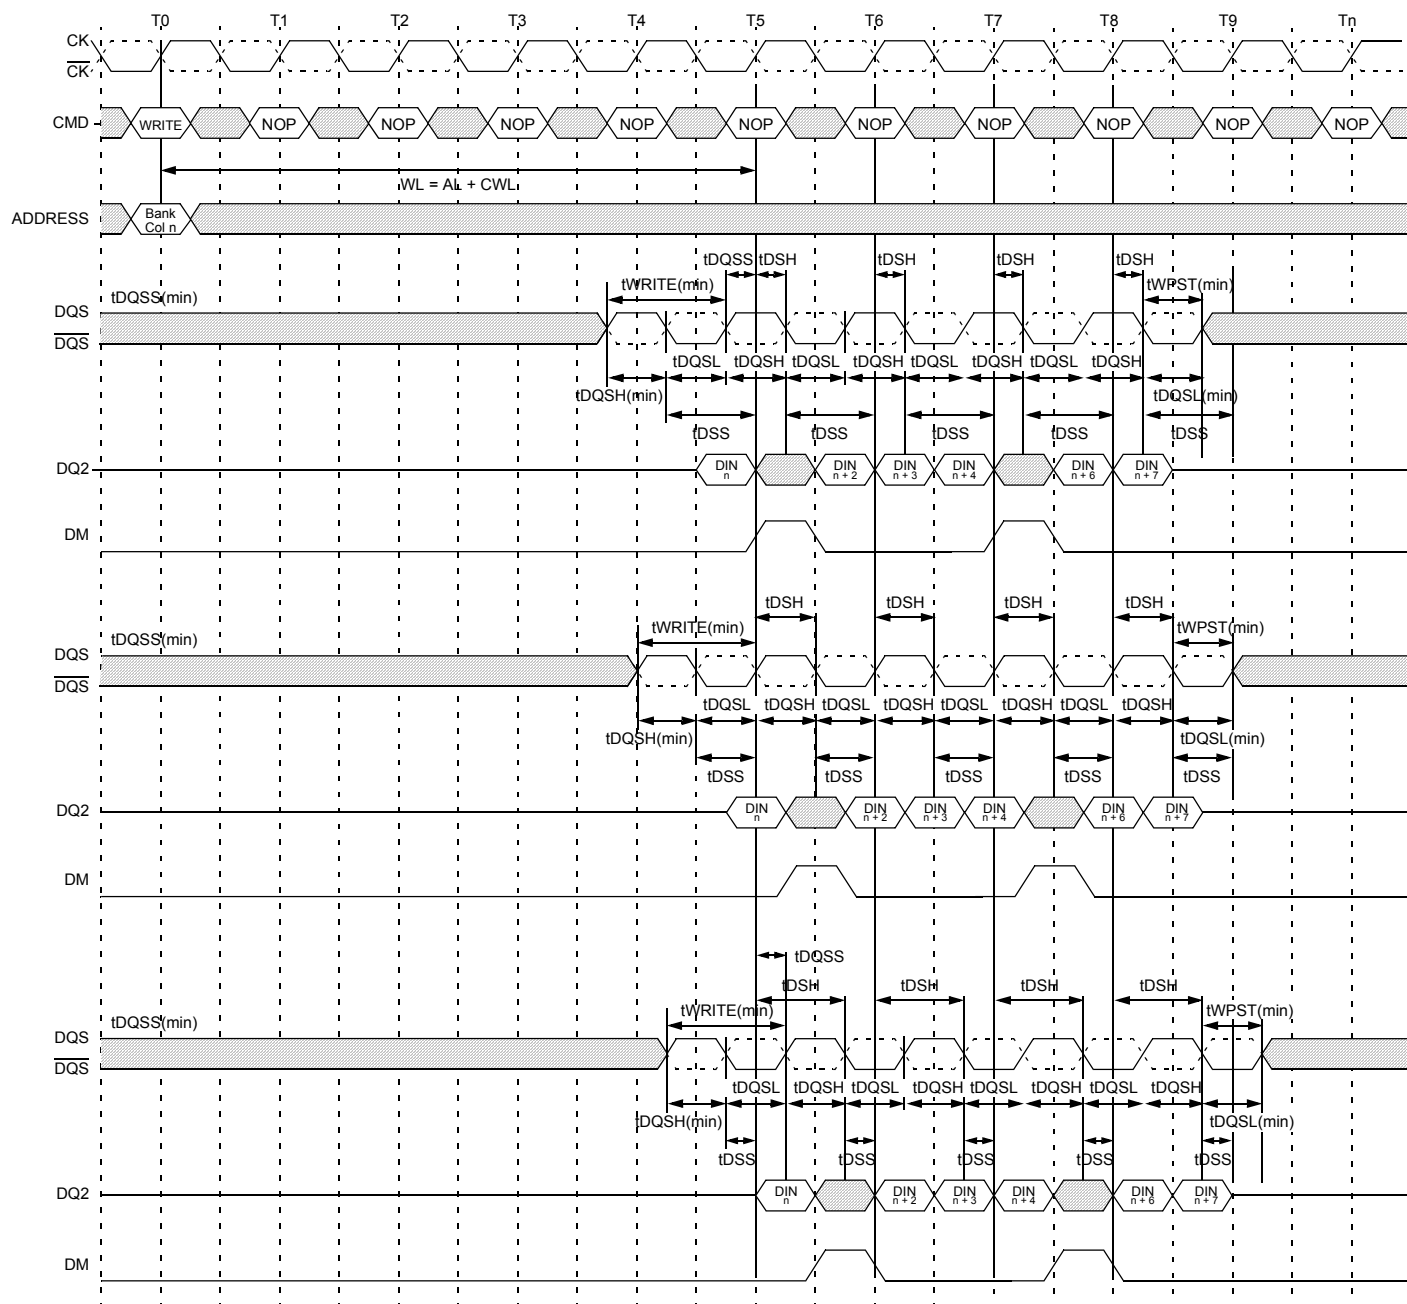 T0 T1 T2 T3 T4 T5 T6 T7 T8 T9 Tn
CK
CK
CMD WRITE NOP NOP NOP NOP NOP NOP NOP NOP NOP NOP
WL = AL + CWL
ADDRESS Bank
Col n
tDQSS tDSH tDSH tDSH tDSH
tDQSS(min) tWRITE(min) tWPST(min)
DQS
DQS
tDQSL tDQSH tDQSL tDQSH tDQSL tDQSH tDQSL tDQSH
tDQSH(min) tDQSL(min)
tDSS tDSS tDSS tDSS tDSS
DQ2 DIN DIN DIN DIN DIN DIN
n n + 2 n + 3 n + 4 n + 6 n + 7
DM
tDSH tDSH tDSH tDSH
tDQSS(min) tWRITE(min) tWPST(min)
DQS
DQS
tDQSL tDQSH tDQSL tDQSH tDQSL tDQSH tDQSL tDQSH
tDQSH(min) tDQSL(min)
tDSS tDSS tDSS tDSS tDSS
DQ2 DIN DIN DIN DIN DIN DIN
n n + 2 n + 3 n + 4 n + 6 n + 7
DM
tDQSS
tDSH tDSH tDSH tDSH
tDQSS(min) tWRITE(min) tWPST(min)
DQS
DQS
tDQSL tDQSH tDQSL tDQSH tDQSL tDQSH tDQSL tDQSH
tDQSH(min) tDQSL(min)
tDSS tDSS tDSS tDSS tDSS
DQ2 DIN DIN DIN DIN DIN DIN
n n + 2 n + 3 n + 4 n + 6 n + 7
DM